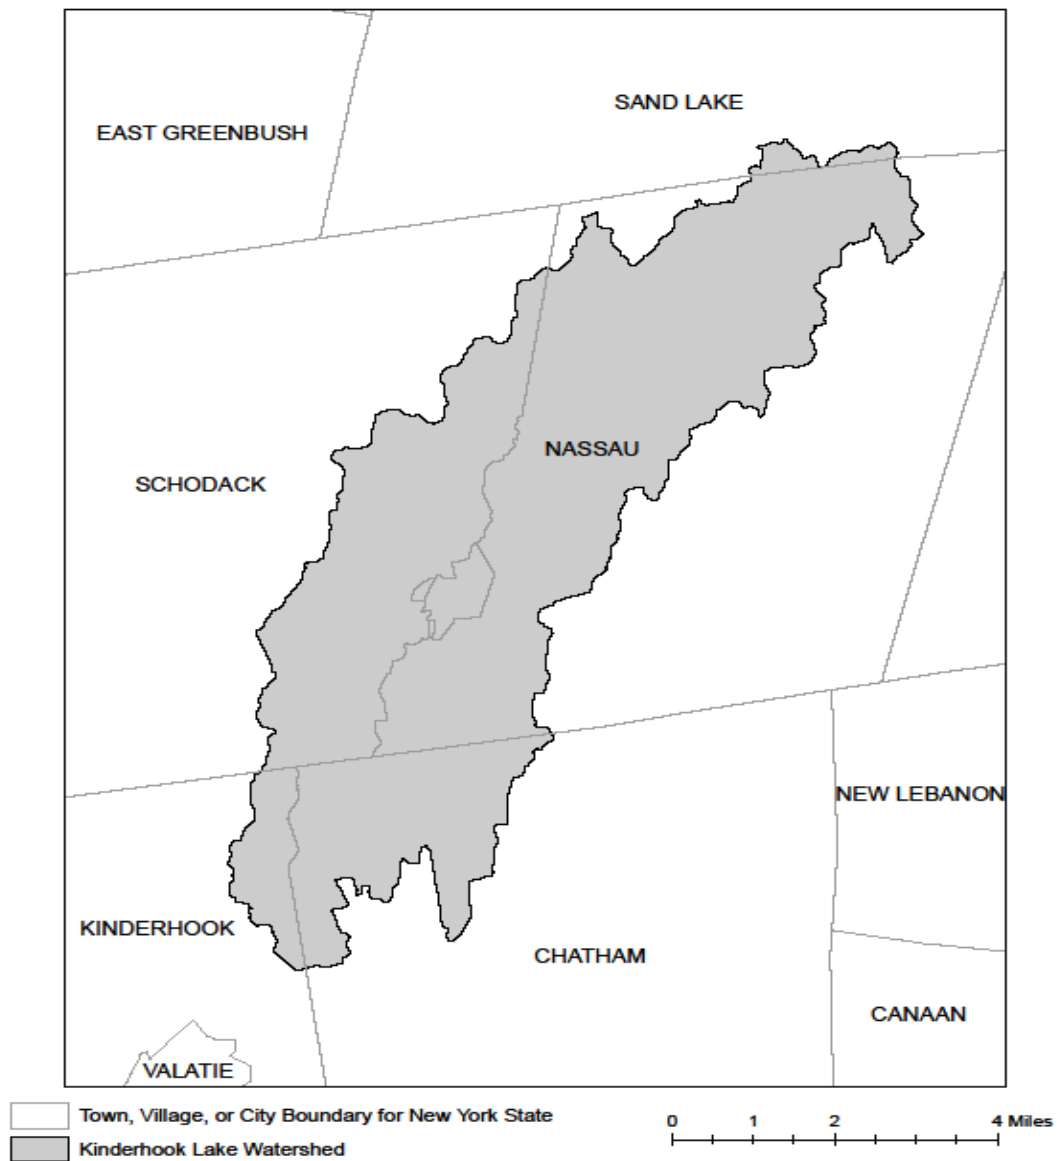 SAND LAKE
EAST GREENBUSH
NASSAU
SCHODACK
NEW LEBANON
KINDERHOOK
CHATHAM
CANAAN
VALATIE
Town, Village, or City Boundary for New York State
Kinderhook Lake Watershed
0 1 2 4 Miles